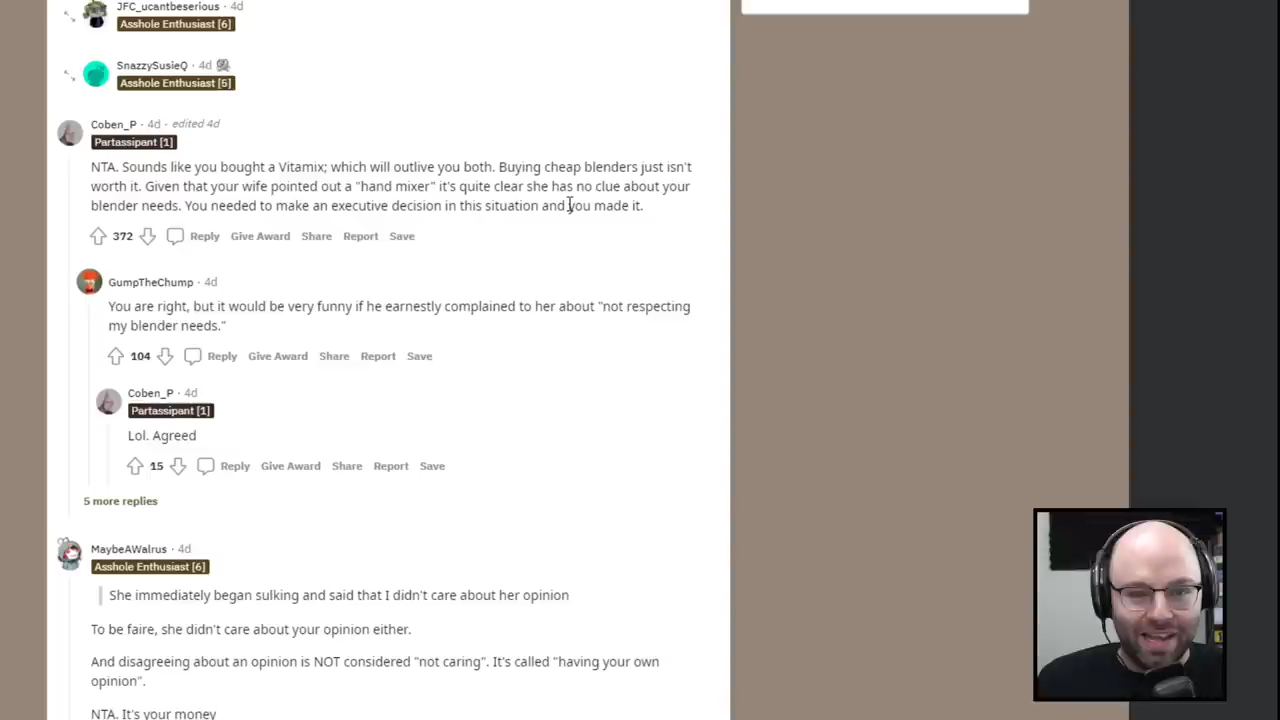 JFC_ucantbeserious · 4d
Asshole Enthusiast [6]
SnazzySusieQ · 4d
Asshole Enthusiast [5]
Coben_P · 4d · edited 4d
Partassipant [1]
NTA. Sounds like you bought a Vitamix; which will outlive you both. Buying cheap blenders just isn't
worth it. Given that your wife pointed out a "hand mixer" it's quite clear she has no clue about your
blender needs. You needed to make an executive decision in this situation and you made it.
372 Reply Give Award Share Report Save
GumpTheChump · 4d
You are right, but it would be very funny if he earnestly complained to her about "not respecting
my blender needs."
104 Reply Give Award Share Report Save
Coben_P · 4d
Partassipant [1]
Lol. Agreed
15 Reply Give Award Share Report Save
5 more replies
MaybeAWalrus · 4d
Asshole Enthusiast [6]
She immediately began sulking and said that I didn't care about her opinion
To be faire, she didn't care about your opinion either.
And disagreeing about an opinion is NOT considered "not caring". It's called "having your own
opinion".
NTA. It's your money